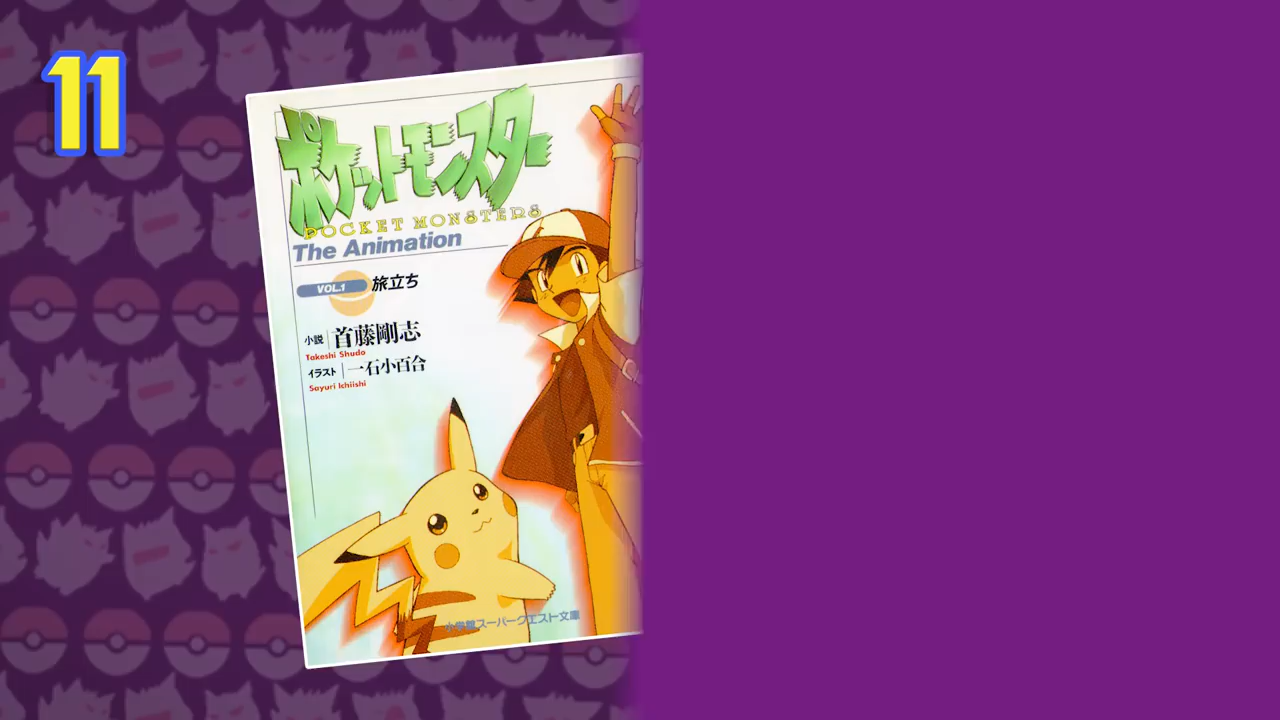 11
ポケットモンスター
POCKET MONSTERS
The Animation
VOL.1 旅立ち
小説 首藤剛志
Takeshi Shudo
イラスト 一石小百合
Sayuri Ichiishi
小学館スーパークエスト文庫